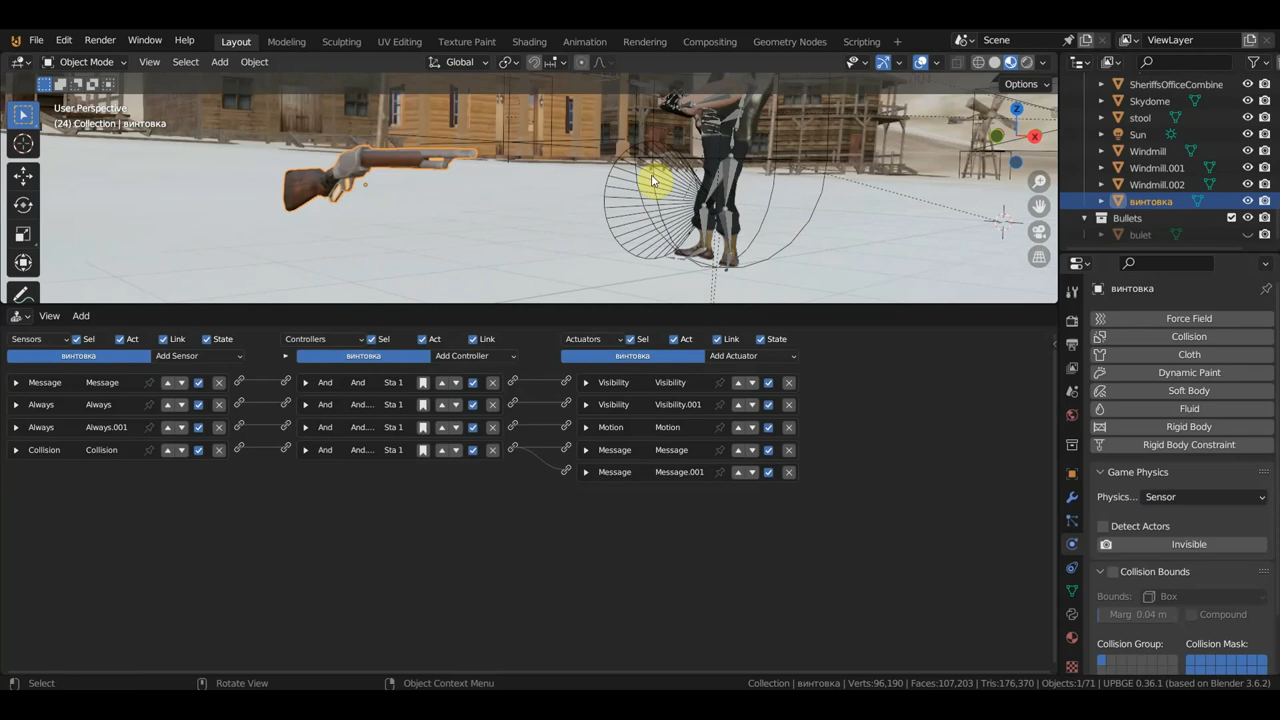 File Edit Render Window Help Layout Modeling Sculpting UV Editing Texture Paint Shading Animation Rendering Compositing Geometry Nodes Scripting + Scene ViewLayer
Object Mode View Select Add Object Global
Options
User Perspective
(24) Collection | винтовка
Z
X
SheriffsOfficeCombine
Skydome
stool
Sun
Windmill
Windmill.001
Windmill.002
винтовка
Bullets
bulet
View Add
Sensors Sel Act Link State Controllers Sel Act Link Actuators Sel Act Link State
винтовка Add Sensor винтовка Add Controller винтовка Add Actuator
Message Message And And Sta 1 Visibility Visibility
Always Always And And.... Sta 1 Visibility Visibility.001
Always Always.001 And And.... Sta 1 Motion Motion
Collision Collision And And.... Sta 1 Message Message
Message Message.001
винтовка
Force Field
Collision
Cloth
Dynamic Paint
Soft Body
Fluid
Rigid Body
Rigid Body Constraint
Game Physics
Physics... Sensor
Detect Actors
Invisible
Collision Bounds
Bounds: Box
Marg 0.04 m Compound
Collision Group: Collision Mask:
Select Rotate View Object Context Menu Collection | винтовка | Verts:96,190 | Faces:107,203 | Tris:176,370 | Objects:1/71 | UPBGE 0.36.1 (based on Blender 3.6.2)